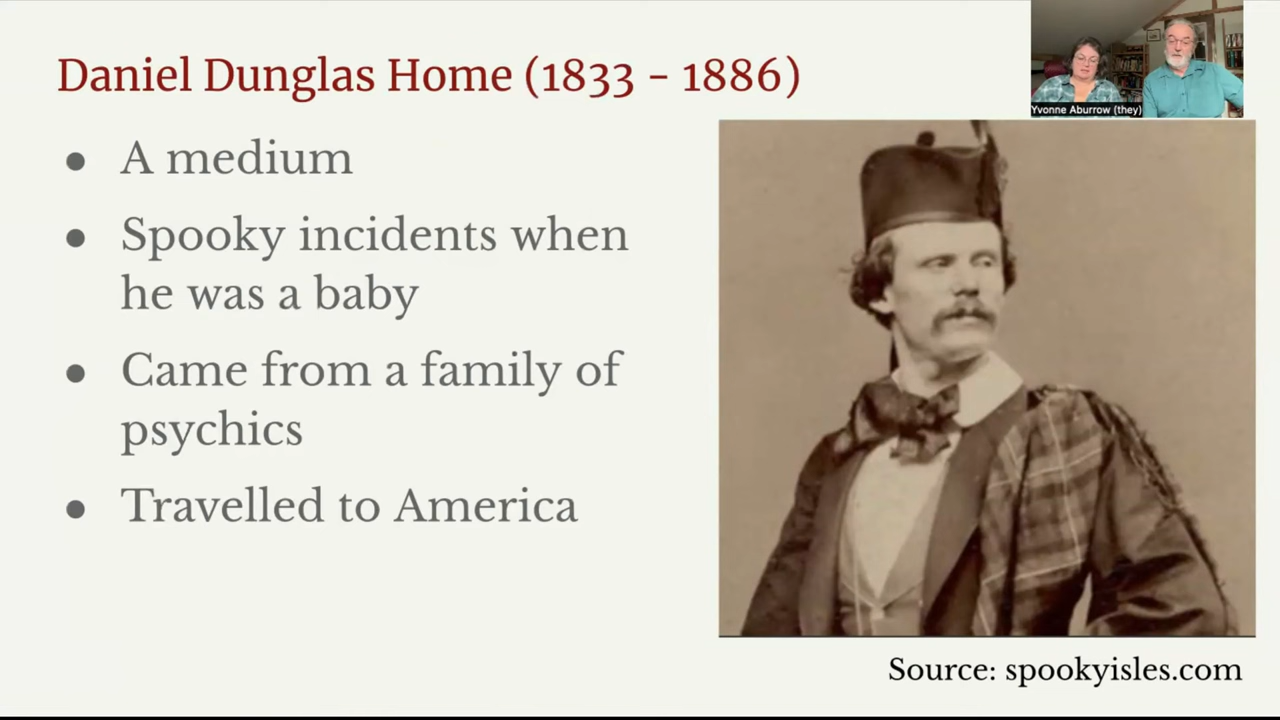 Daniel Dunglas Home (1833 - 1886)
Yvonne Aburrow (they)
● A medium
● Spooky incidents when
he was a baby
● Came from a family of
psychics
● Travelled to America
Source: spookyisles.com